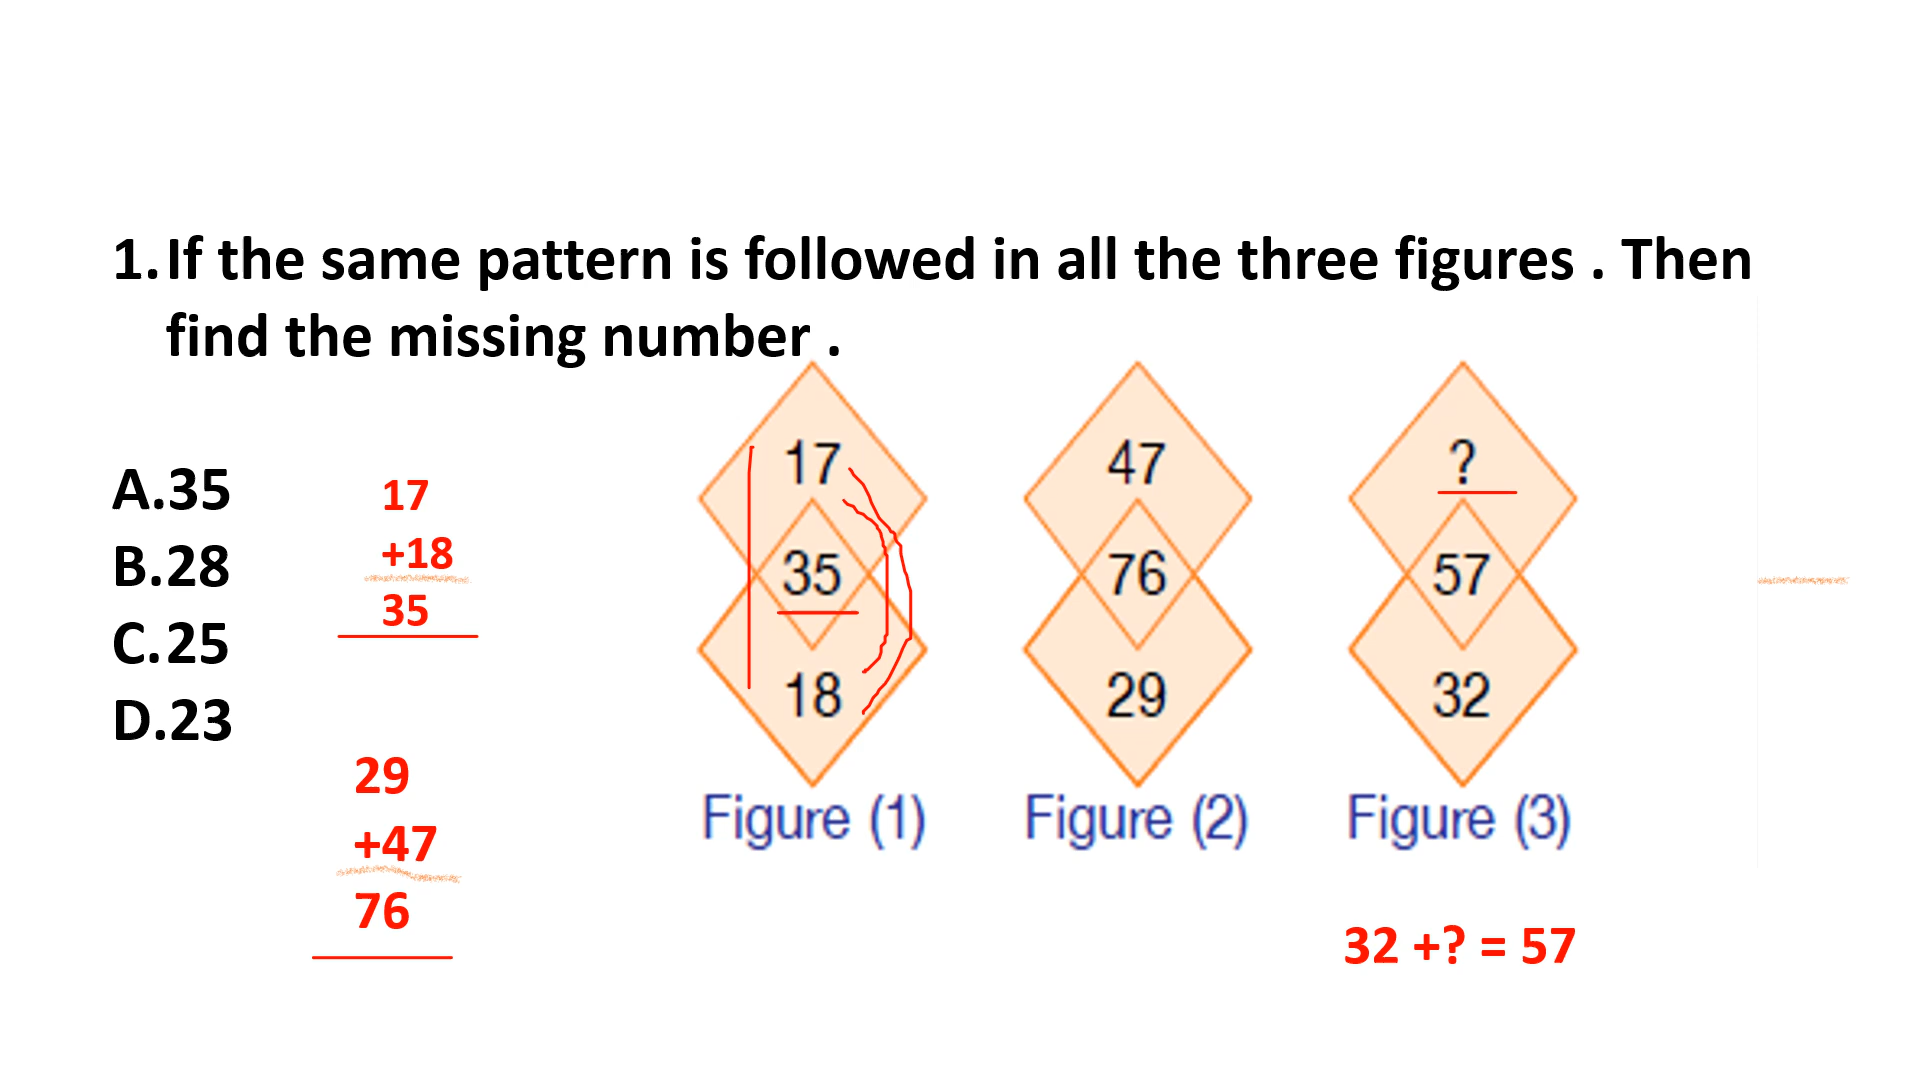 1. If the same pattern is followed in all the three figures . Then
find the missing number .
A.35
B.28
C.25
D.23
17
+18
35
29
+47
76
17
35
18
Figure (1)
47
76
29
Figure (2)
?
57
32
Figure (3)
32 +? = 57